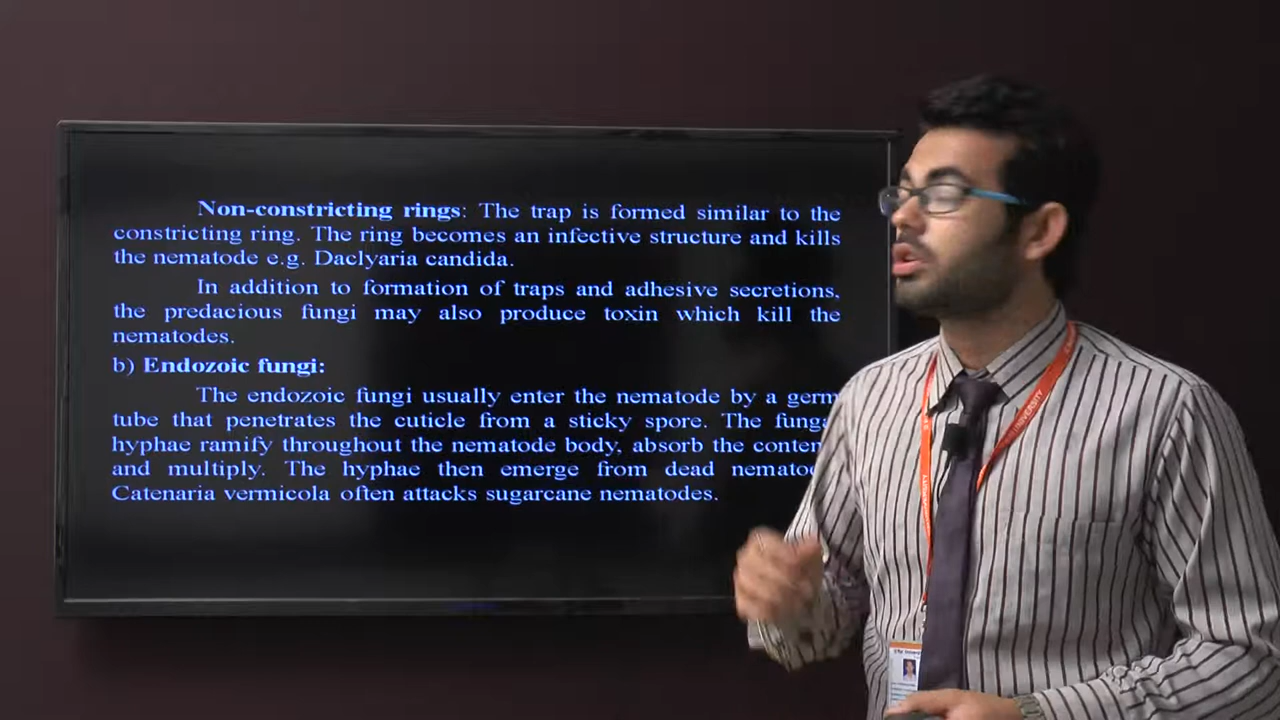 Non-constricting rings: The trap is formed similar to the
constricting ring. The ring becomes an infective structure and kills
the nematode e.g. Daclyaria candida.
In addition to formation of traps and adhesive secretions,
the predacious fungi may also produce toxin which kill the
nematodes.
b) Endozoic fungi:
The endozoic fungi usually enter the nematode by a germ
tube that penetrates the cuticle from a sticky spore. The
hyphae ramify throughout the nematode body, absorb the
and multiply. The hyphae then emerge from dead
Catenaria vermicola often attacks sugarcane nematodes.
UNIVERSITY